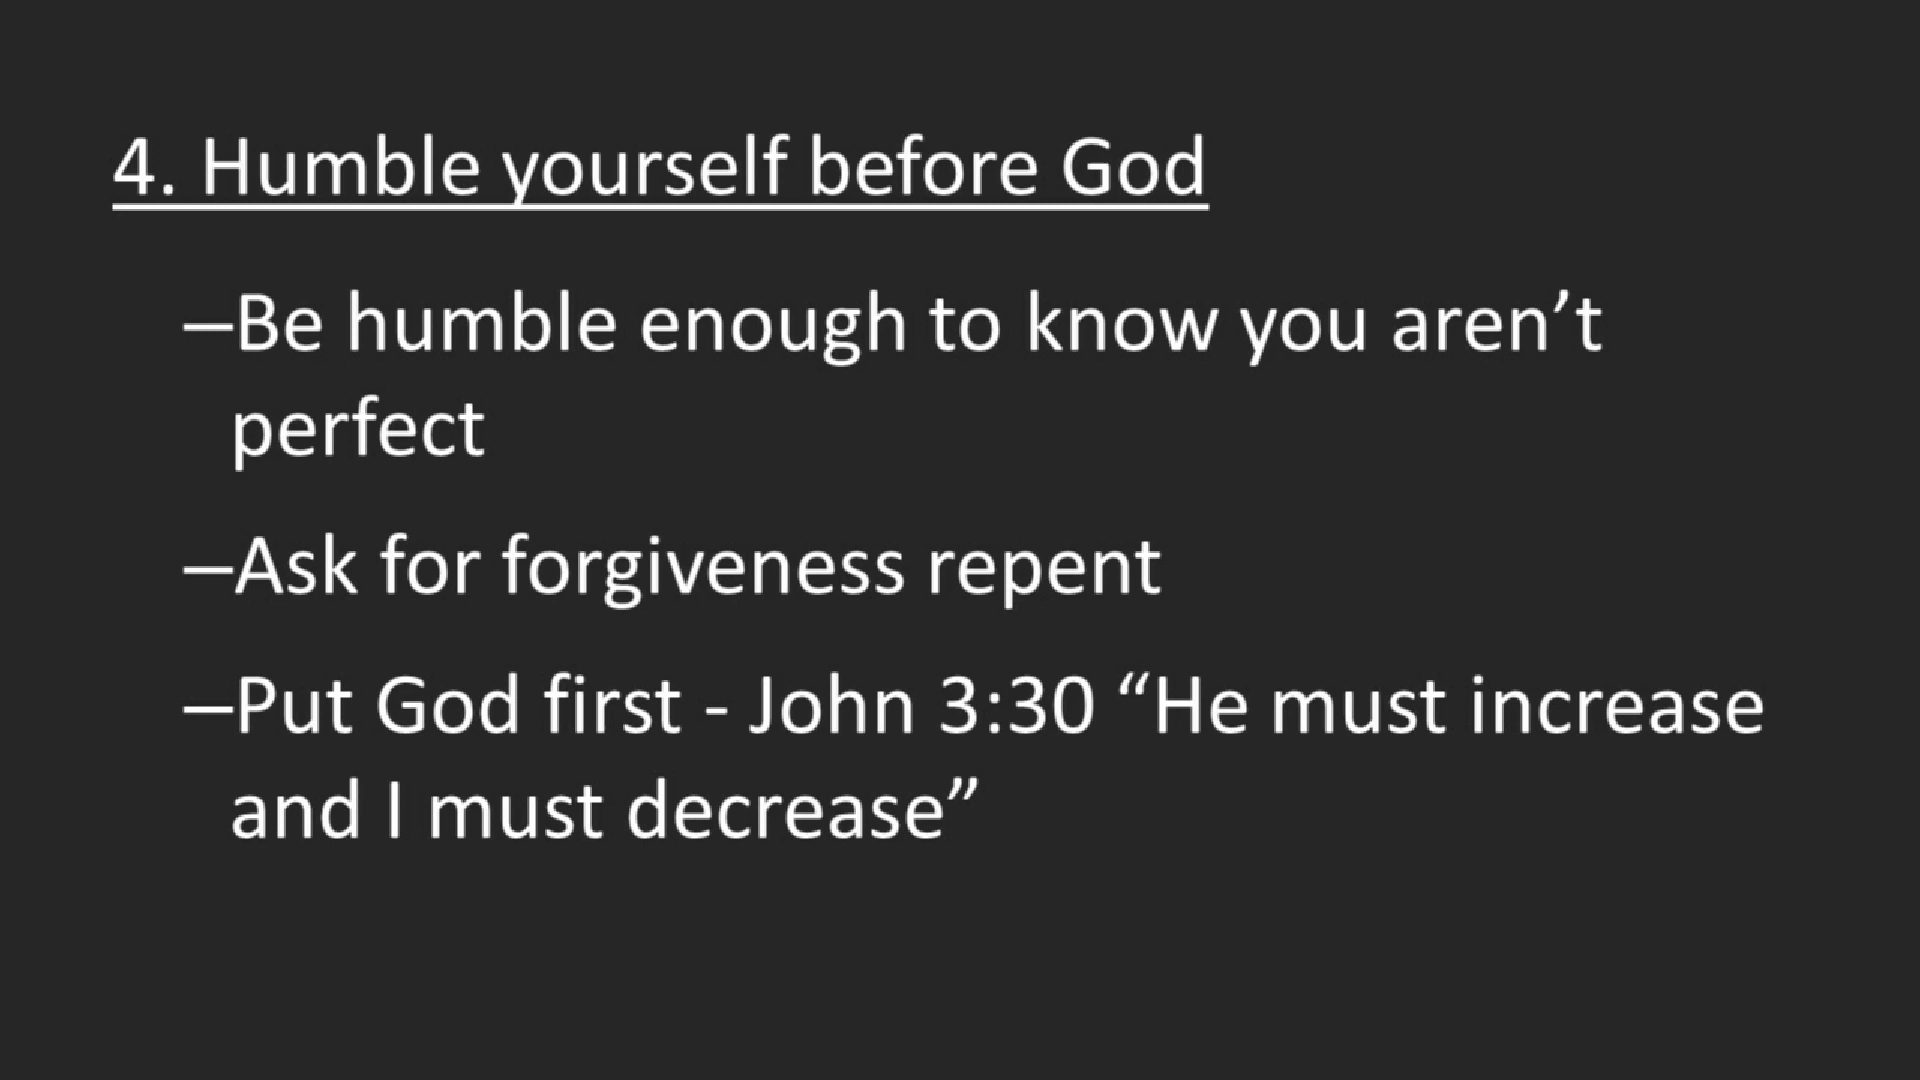 4. Humble yourself before God
–Be humble enough to know you aren’t
perfect
–Ask for forgiveness repent
–Put God first - John 3:30 “He must increase
and I must decrease”